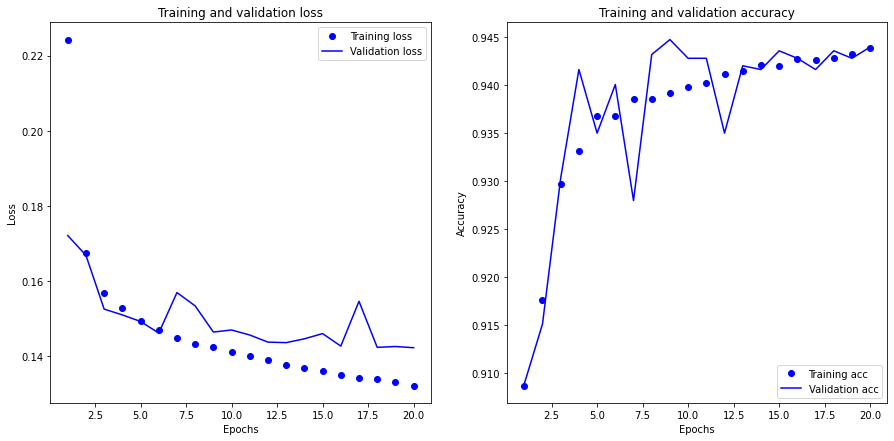 Training and validation loss
Training loss
Validation loss
0.22
0.20
0.18
0.16
0.14
Loss
2.5 5.0 7.5 10.0 12.5 15.0 17.5 20.0
Epochs
Training and validation accuracy
0.945
0.940
0.935
0.930
0.925
0.920
0.915
0.910
Accuracy
Training acc
Validation acc
2.5 5.0 7.5 10.0 12.5 15.0 17.5 20.0
Epochs